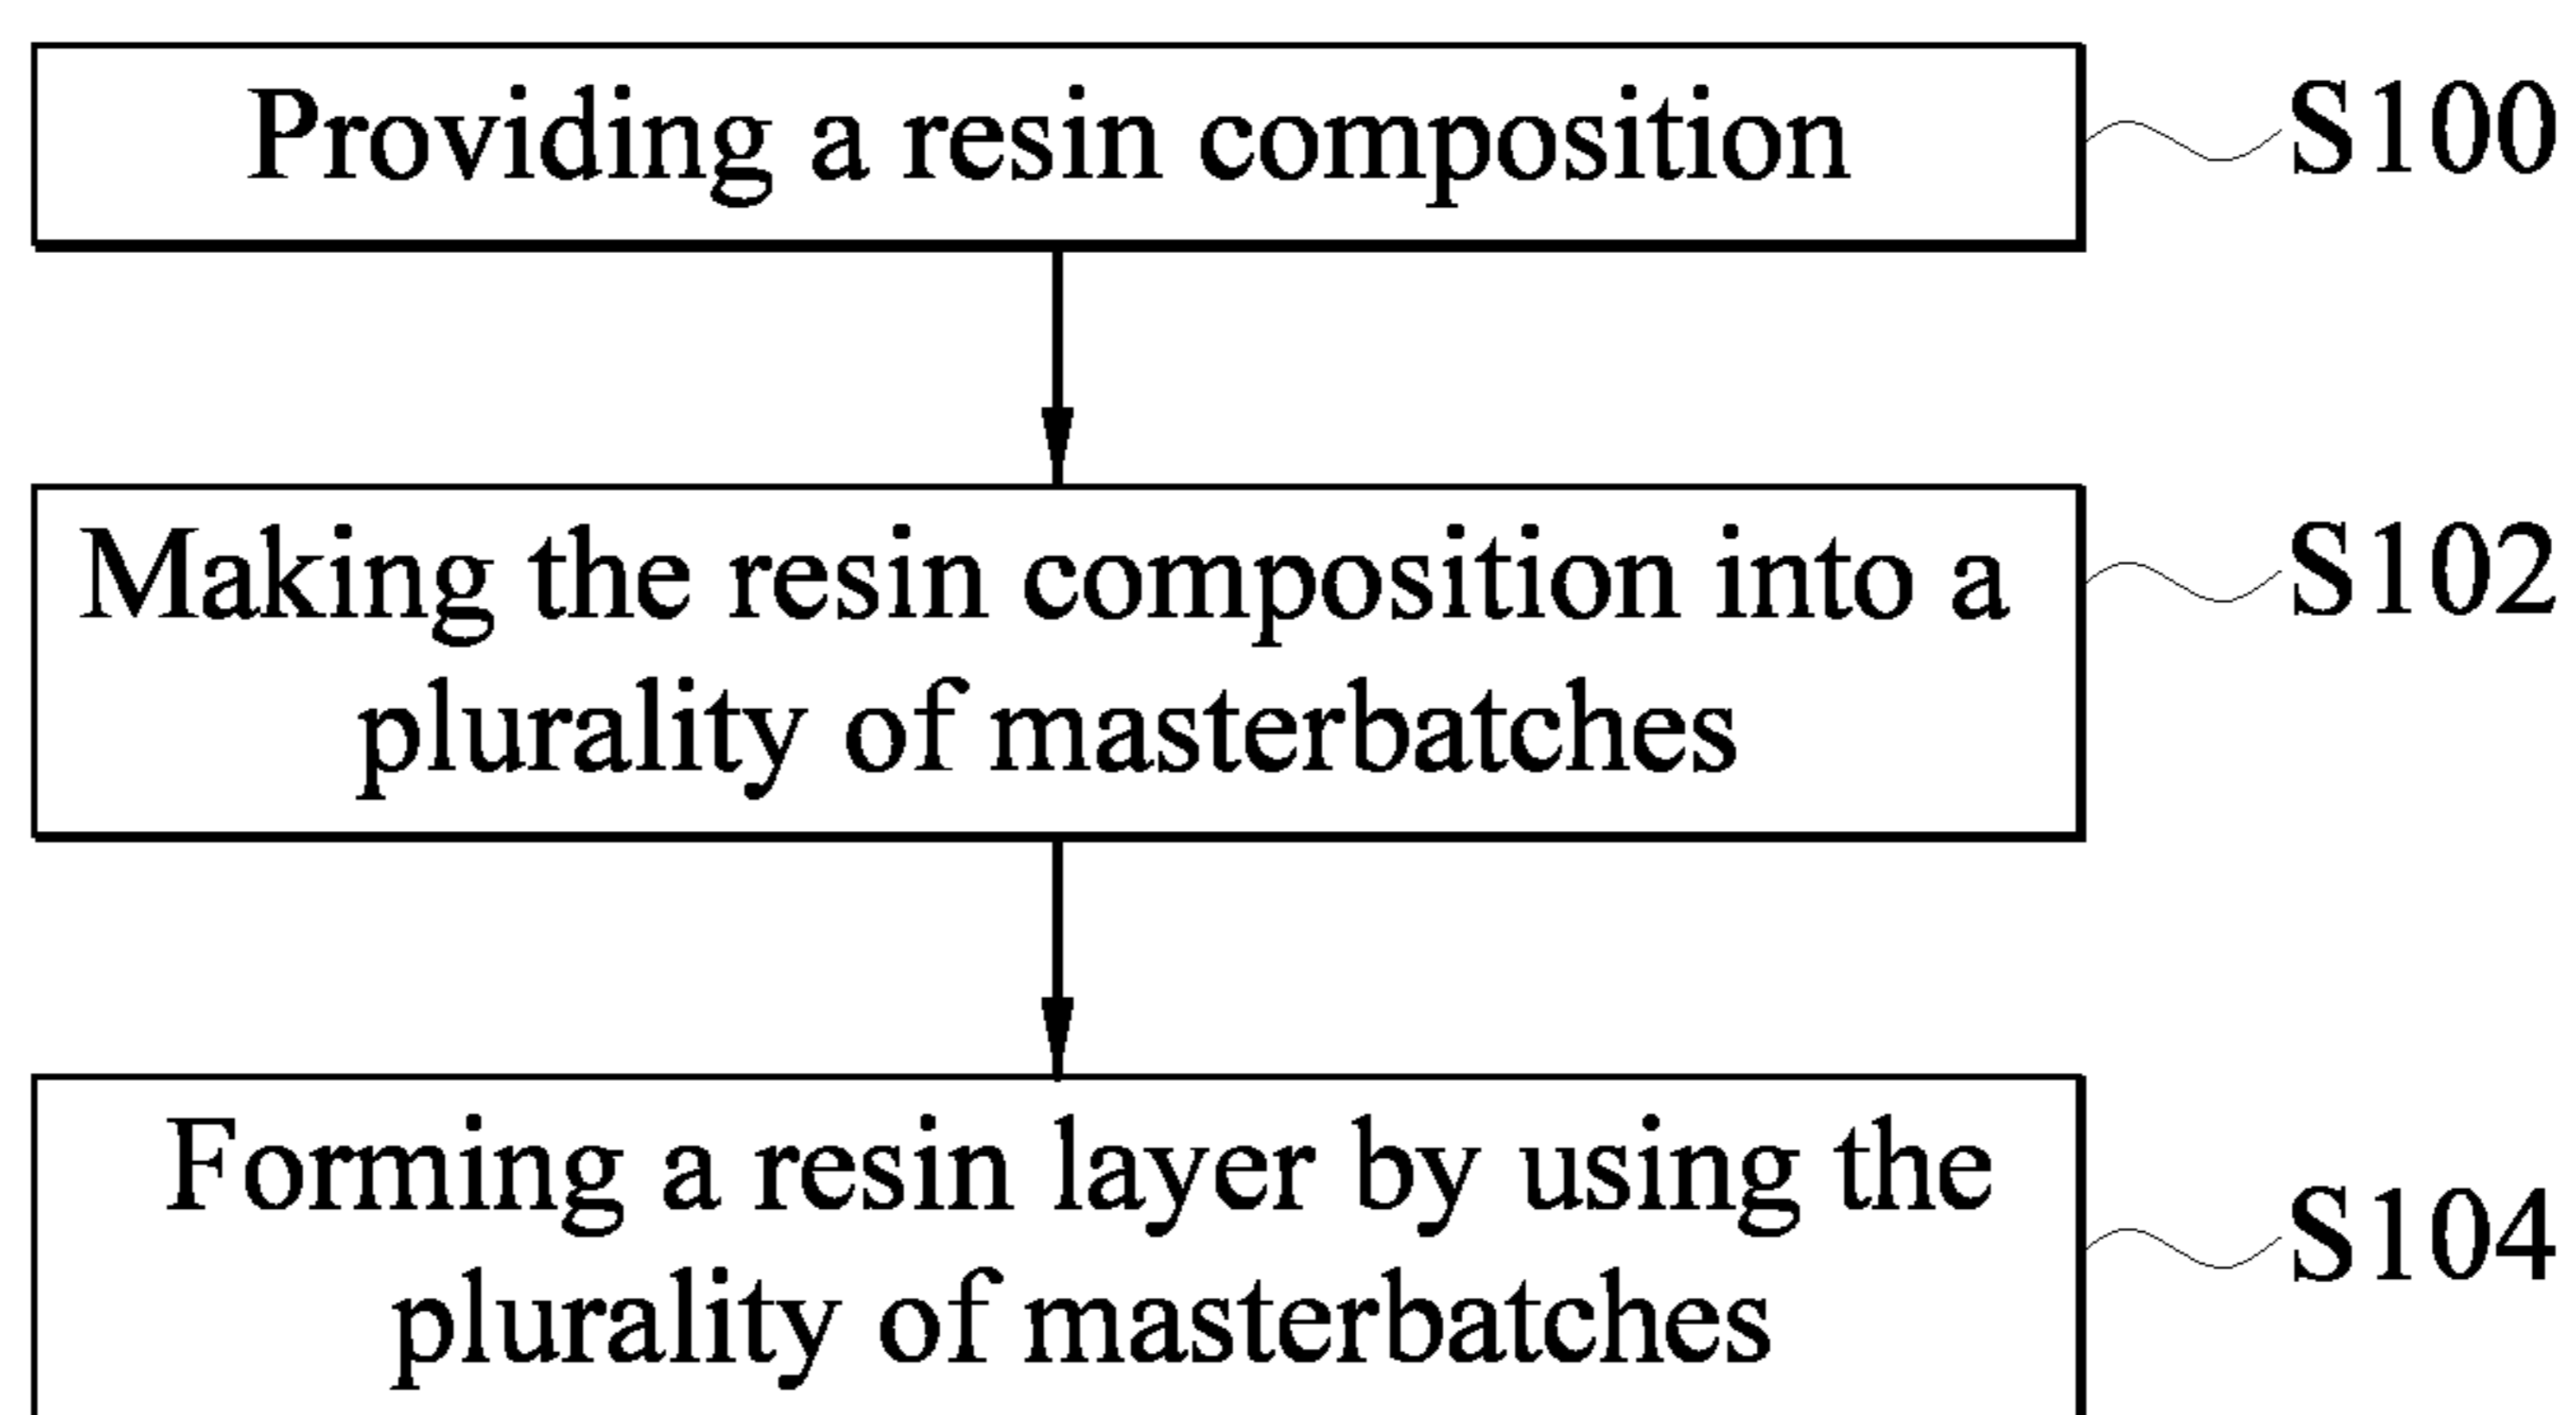 Providing a resin composition
S100
Making the resin composition into a
plurality of masterbatches
S102
Forming a resin layer by using the
plurality of masterbatches
S104